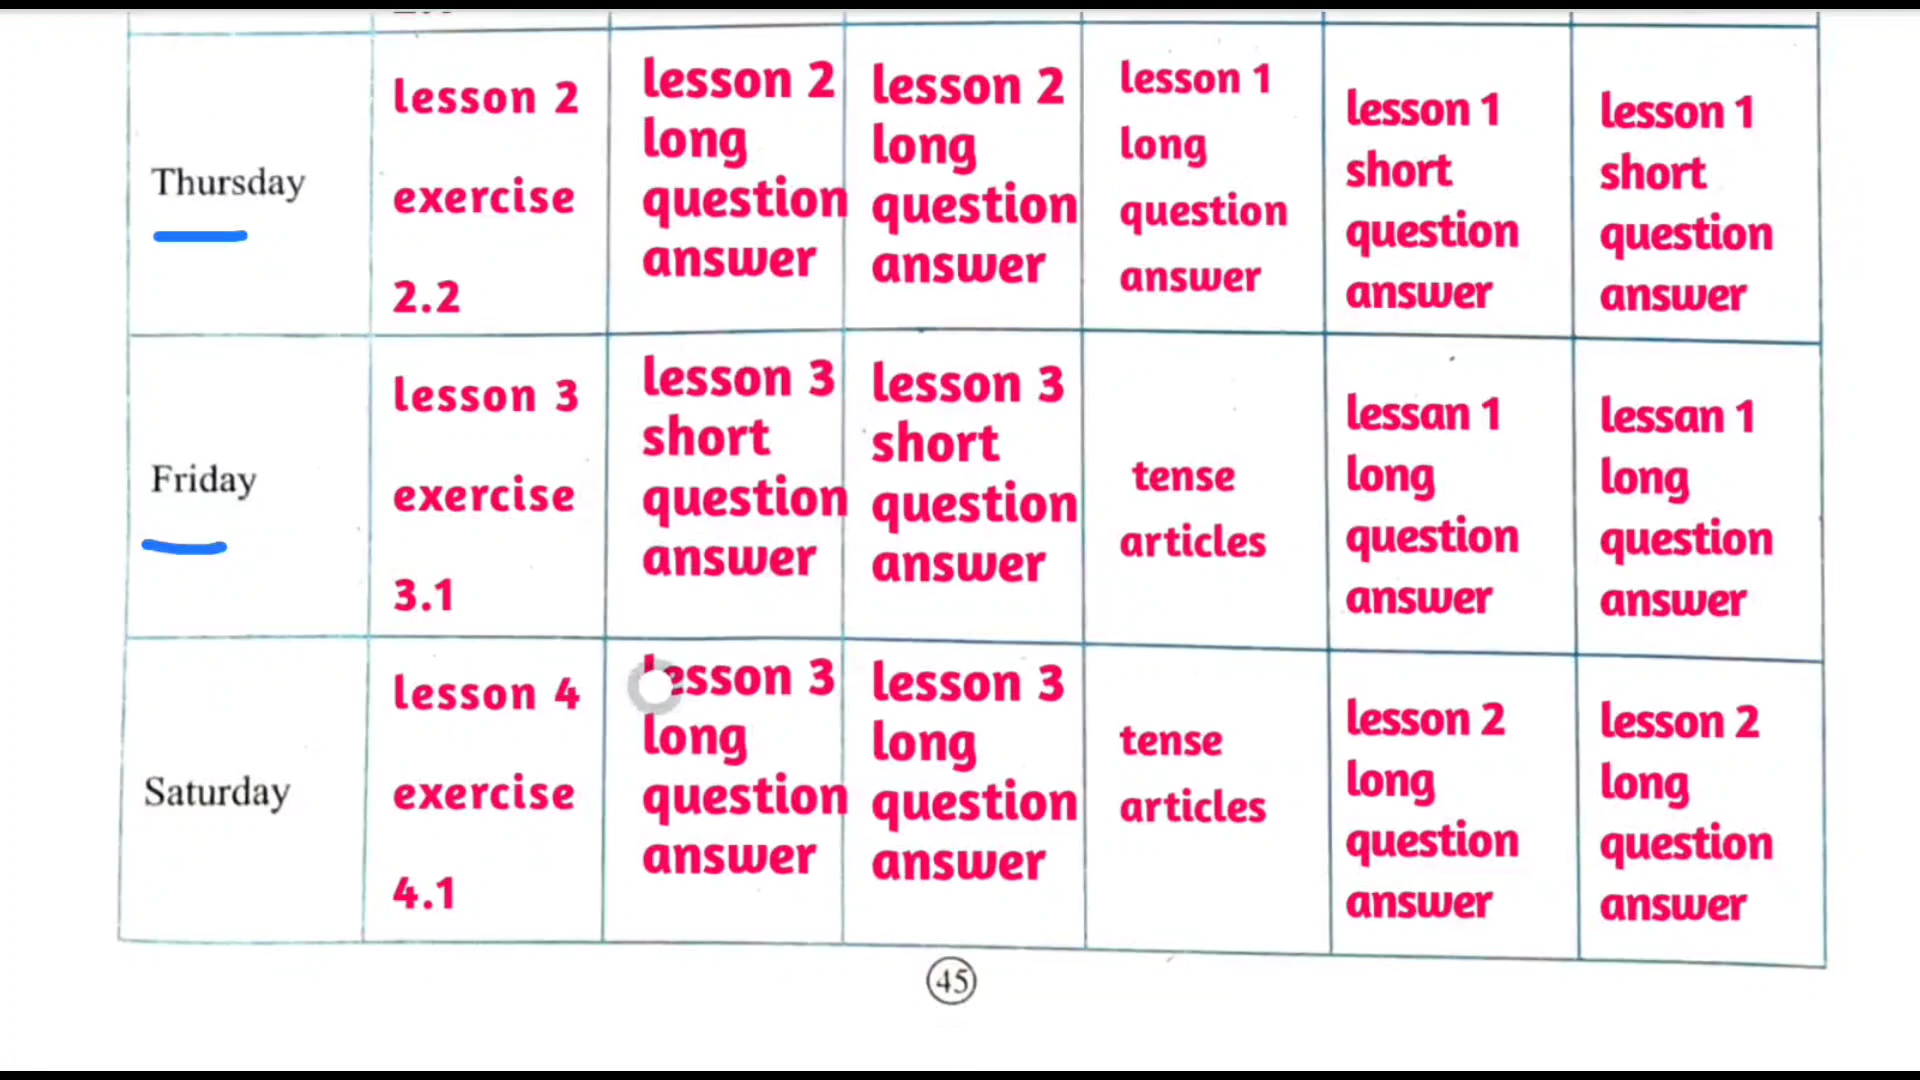 Thursday
lesson 2
exercise
2.2
lesson 2
long
question
answer
lesson 2
long
question
answer
lesson 1
long
question
answer
lesson 1
short
question
answer
lesson 1
short
question
answer
Friday
lesson 3
exercise
3.1
lesson 3
short
question
answer
lesson 3
short
question
answer
tense
articles
lessan 1
long
question
answer
lessan 1
long
question
answer
Saturday
lesson 4
exercise
4.1
lesson 3
long
question
answer
lesson 3
long
question
answer
tense
articles
lesson 2
long
question
answer
lesson 2
long
question
answer
45